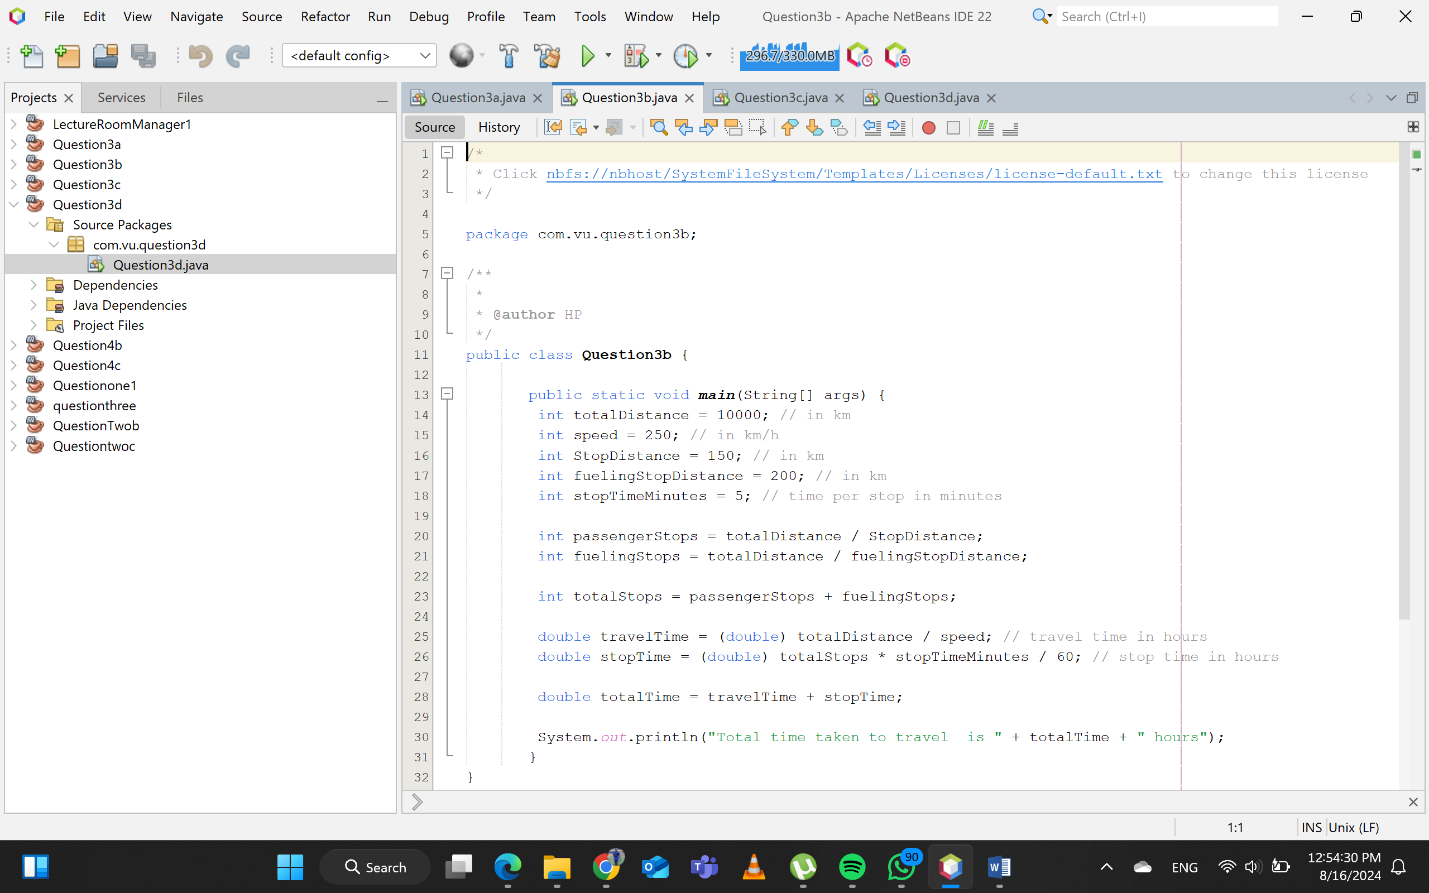 File Edit View Navigate Source Refactor Run Debug Profile Team Tools Window Help Question3b - Apache NetBeans IDE 22 Search (Ctrl+I)
<default config> 296.7/330.0MB
Projects Services Files
Question3a.java Question3b.java Question3c.java Question3d.java
Source History
LectureRoomManager1
Question3a
Question3b
Question3c
Question3d
Source Packages
com.vu.question3d
Question3d.java
Dependencies
Java Dependencies
Project Files
Question4b
Question4c
Questionone1
questionthree
QuestionTwob
Questiontwoc
1 /*
2 * Click nbfs://nbhost/SystemFileSystem/Templates/Licenses/license-default.txt to change this license
3 */
4
5 package com.vu.question3b;
6
7 /**
8 *
9 * @author HP
10 */
11 public class Question3b {
12
13 public static void main(String[] args) {
14 int totalDistance = 10000; // in km
15 int speed = 250; // in km/h
16 int StopDistance = 150; // in km
17 int fuelingStopDistance = 200; // in km
18 int stopTimeMinutes = 5; // time per stop in minutes
19
20 int passengerStops = totalDistance / StopDistance;
21 int fuelingStops = totalDistance / fuelingStopDistance;
22
23 int totalStops = passengerStops + fuelingStops;
24
25 double travelTime = (double) totalDistance / speed; // travel time in hours
26 double stopTime = (double) totalStops * stopTimeMinutes / 60; // stop time in hours
27
28 double totalTime = travelTime + stopTime;
29
30 System.out.println("Total time taken to travel  is " + totalTime + " hours");
31 }
32 }
1:1 INS Unix (LF)
Search 90 ENG 12:54:30 PM
8/16/2024